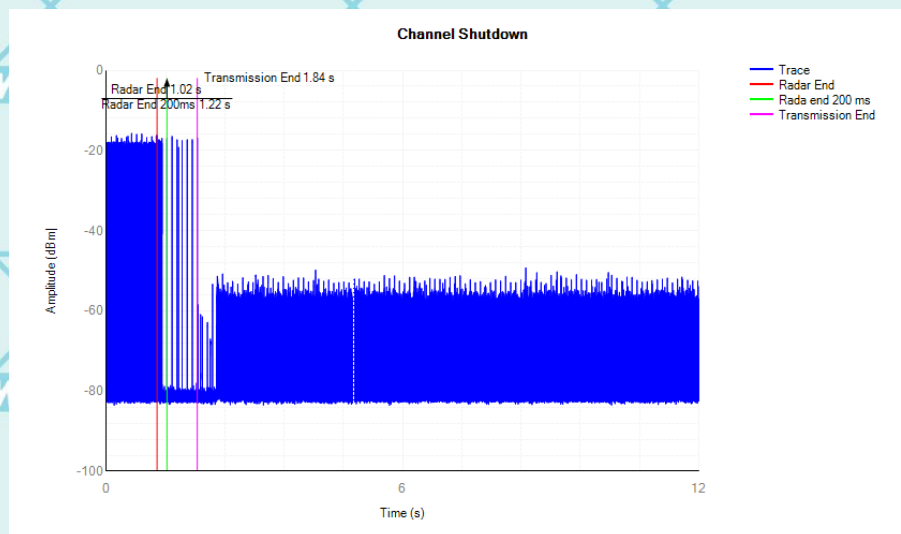 Channel Shutdown
Transmission End 1.84 s
Radar End 1.02 s
Radar End 200ms 1.22 s
Trace
Radar End
Rada end 200 ms
Transmission End
0
-20
-40
-60
-80
-100
Amplitude (dBm)
0
6
12
Time (s)